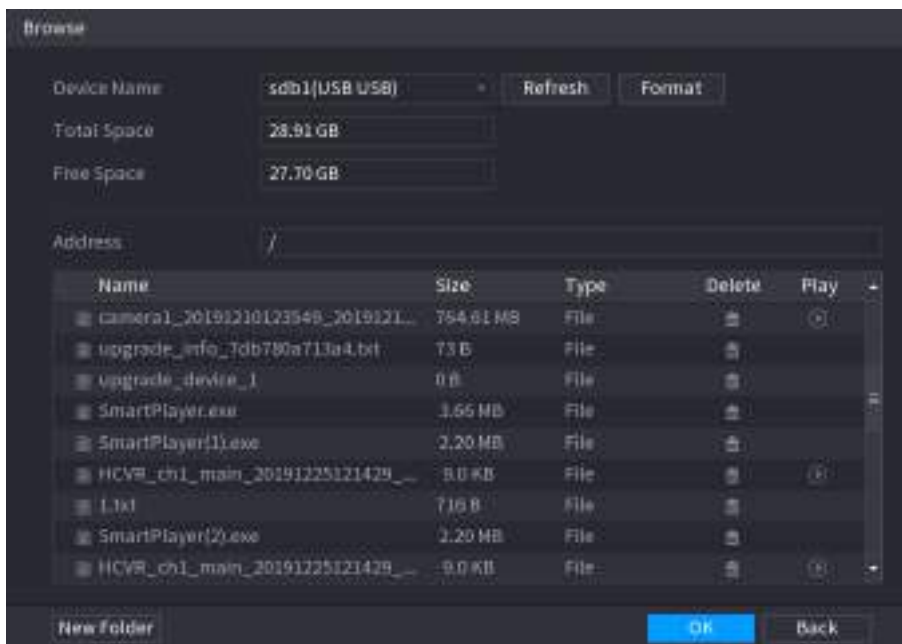 Browse
Device Name sdb1(USB USB) Refresh Format
Total Space 28.91 GB
Free Space 27.70 GB
Address /
Name Size Type Delete Play
camera1_20191210123549_2019121... 764.61 MB File
upgrade_info_7db780a713a4.txt 73 B File
upgrade_device_1 0 B File
SmartPlayer.exe 3.66 MB File
SmartPlayer(1).exe 2.20 MB File
HCVR_ch1_main_20191225121429_... 9.0 KB File
1.txt 716 B File
SmartPlayer(2).exe 2.20 MB File
HCVR_ch1_main_20191225121429_... 9.0 KB File
New Folder OK Back